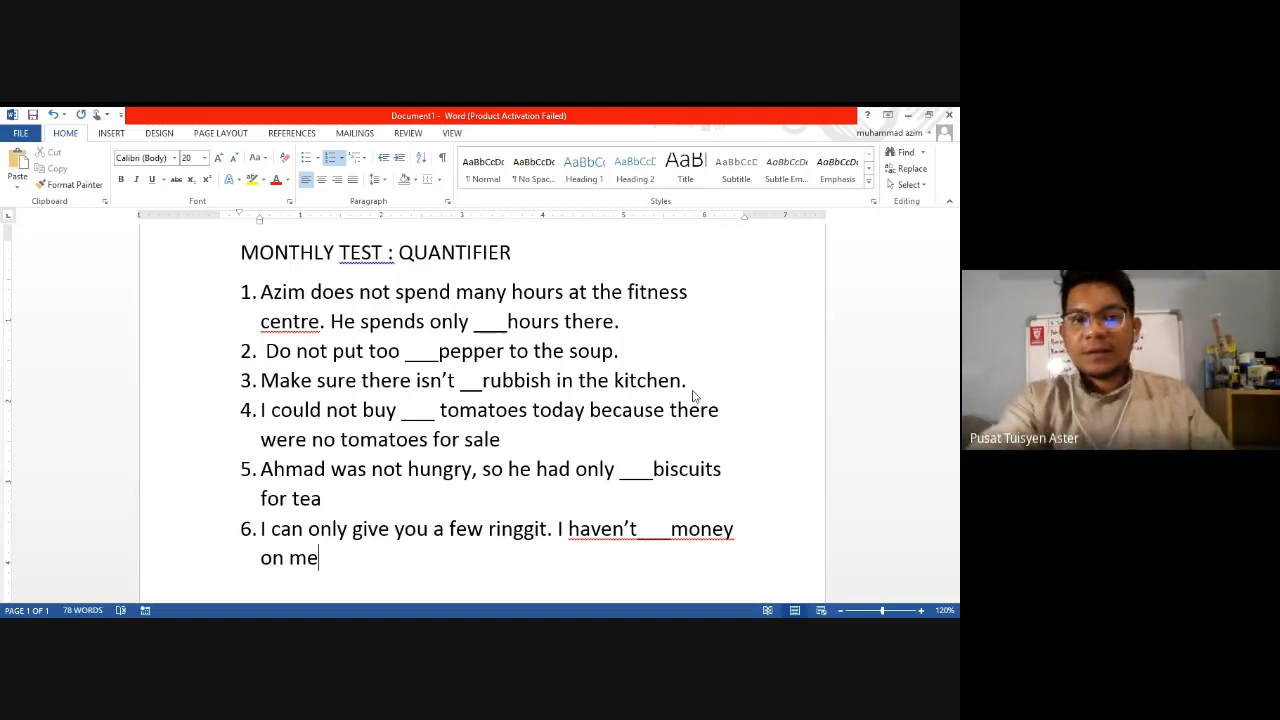 Document1 - Word (Product Activation Failed)
FILE HOME INSERT DESIGN PAGE LAYOUT REFERENCES MAILINGS REVIEW VIEW muhammad azim
Cut
Copy
Paste Format Painter
Calibri (Body) 20
Clipboard Font Paragraph Styles Editing
AaBbCcDc AaBbCcDc AaBbCc AaBbCcDc AaBl AaBbCcDc AaBbCcDc AaBbCcDc
¶ Normal ¶ No Spac... Heading 1 Heading 2 Title Subtitle Subtle Em... Emphasis
Find
Replace
Select
MONTHLY TEST : QUANTIFIER
1. Azim does not spend many hours at the fitness
centre. He spends only ___hours there.
2. Do not put too ___pepper to the soup.
3. Make sure there isn’t __rubbish in the kitchen.
4. I could not buy ___ tomatoes today because there
were no tomatoes for sale
5. Ahmad was not hungry, so he had only ___biscuits
for tea
6. I can only give you a few ringgit. I haven’t___money
on me
PAGE 1 OF 1 78 WORDS 120%
Pusat Tuisyen Aster